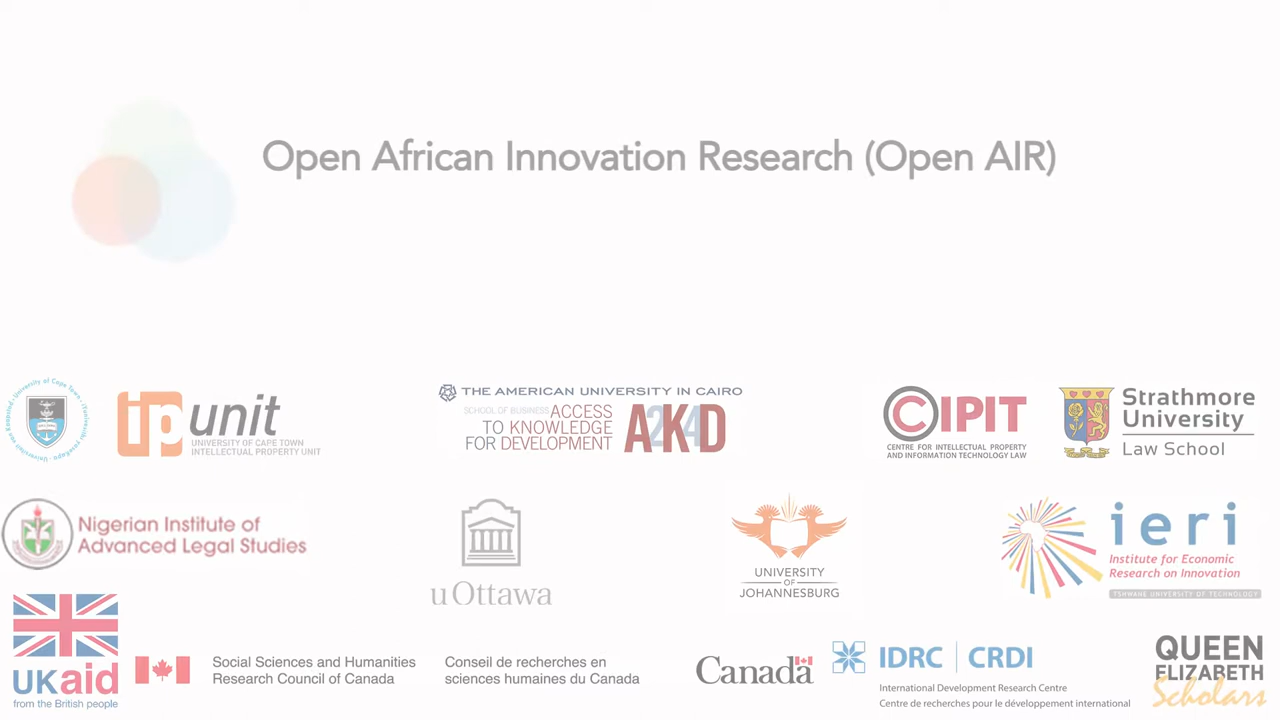 Open African Innovation Research (Open AIR)
ip unit
UNIVERSITY OF CAPE TOWN
INTELLECTUAL PROPERTY UNIT
THE AMERICAN UNIVERSITY IN CAIRO
SCHOOL OF BUSINESS ACCESS
TO KNOWLEDGE
FOR DEVELOPMENT
A2K4D
CIPIT
CENTRE FOR INTELLECTUAL PROPERTY
AND INFORMATION TECHNOLOGY LAW
Strathmore
University
Law School
Nigerian Institute of
Advanced Legal Studies
uOttawa
UNIVERSITY
OF
JOHANNESBURG
ieri
Institute for Economic
Research on Innovation
TSHWANE UNIVERSITY OF TECHNOLOGY
UKaid
from the British people
Social Sciences and Humanities
Research Council of Canada
Conseil de recherches en
sciences humaines du Canada
Canada
IDRC | CRDI
International Development Research Centre
Centre de recherches pour le développement international
QUEEN
ELIZABETH
Scholars